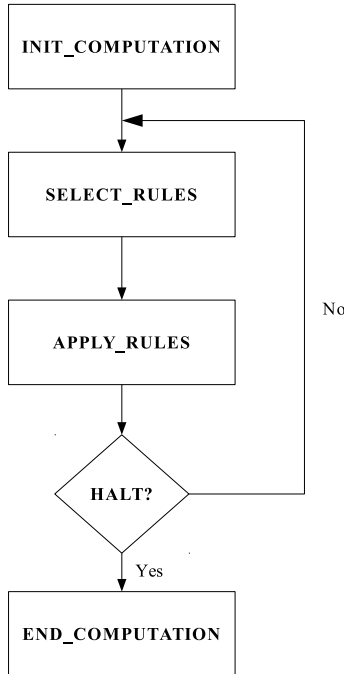 INIT_COMPUTATION
SELECT_RULES
No
APPLY_RULES
HALT?
Yes
END_COMPUTATION